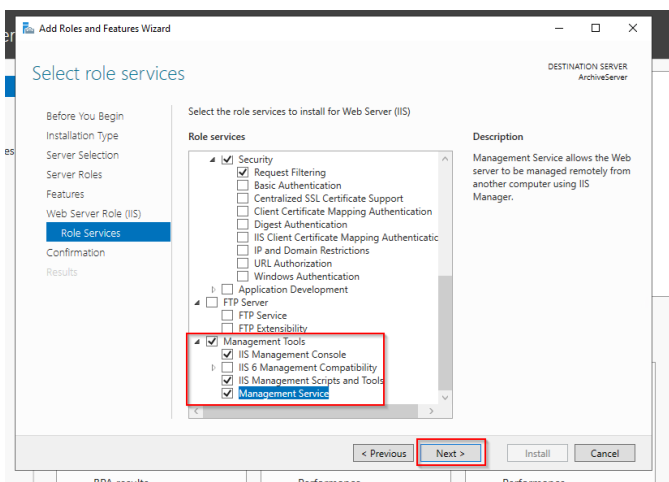 Add Roles and Features Wizard
Select role services
DESTINATION SERVER
ArchiveServer
Before You Begin
Installation Type
Server Selection
Server Roles
Features
Web Server Role (IIS)
Role Services
Confirmation
Results
Select the role services to install for Web Server (IIS)
Role services
Security
Request Filtering
Basic Authentication
Centralized SSL Certificate Support
Client Certificate Mapping Authentication
Digest Authentication
IIS Client Certificate Mapping Authenticatic
IP and Domain Restrictions
URL Authorization
Windows Authentication
Application Development
FTP Server
FTP Service
FTP Extensibility
Management Tools
IIS Management Console
IIS 6 Management Compatibility
IIS Management Scripts and Tools
Management Service
Description
Management Service allows the Web
server to be managed remotely from
another computer using IIS
Manager.
< Previous
Next >
Install
Cancel